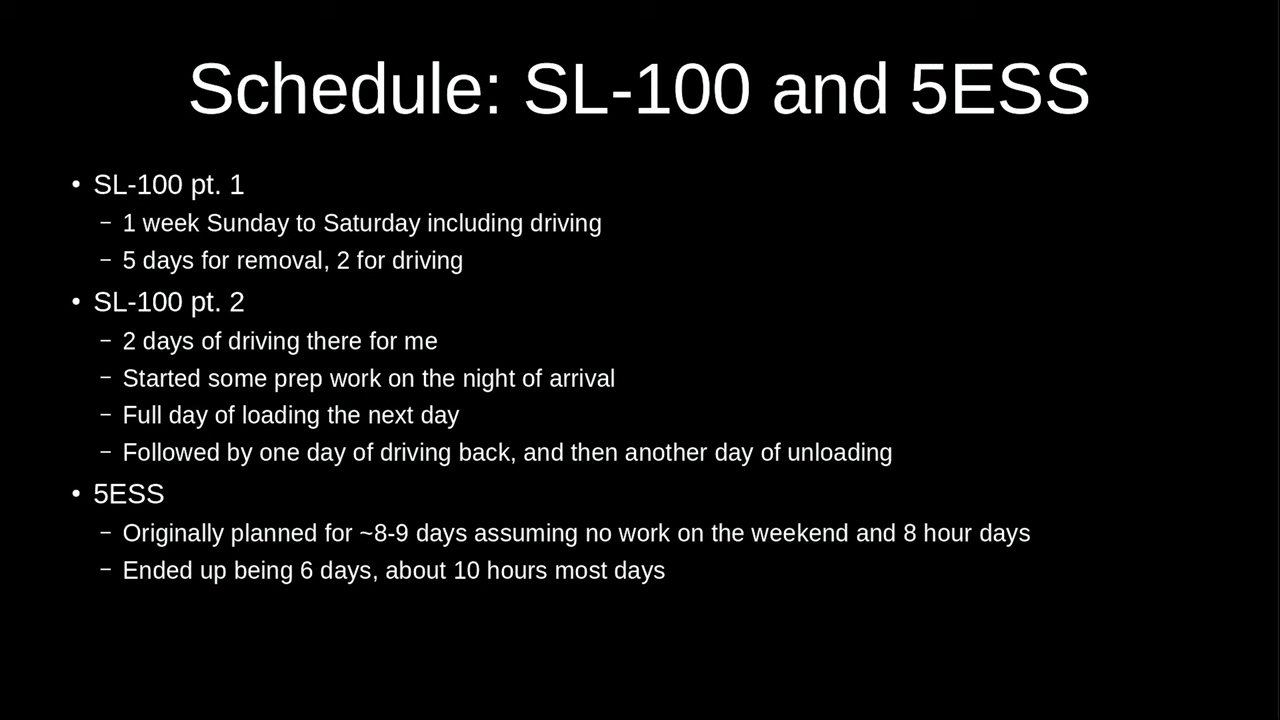 Schedule: SL-100 and 5ESS
• SL-100 pt. 1
– 1 week Sunday to Saturday including driving
– 5 days for removal, 2 for driving
• SL-100 pt. 2
– 2 days of driving there for me
– Started some prep work on the night of arrival
– Full day of loading the next day
– Followed by one day of driving back, and then another day of unloading
• 5ESS
– Originally planned for ~8-9 days assuming no work on the weekend and 8 hour days
– Ended up being 6 days, about 10 hours most days